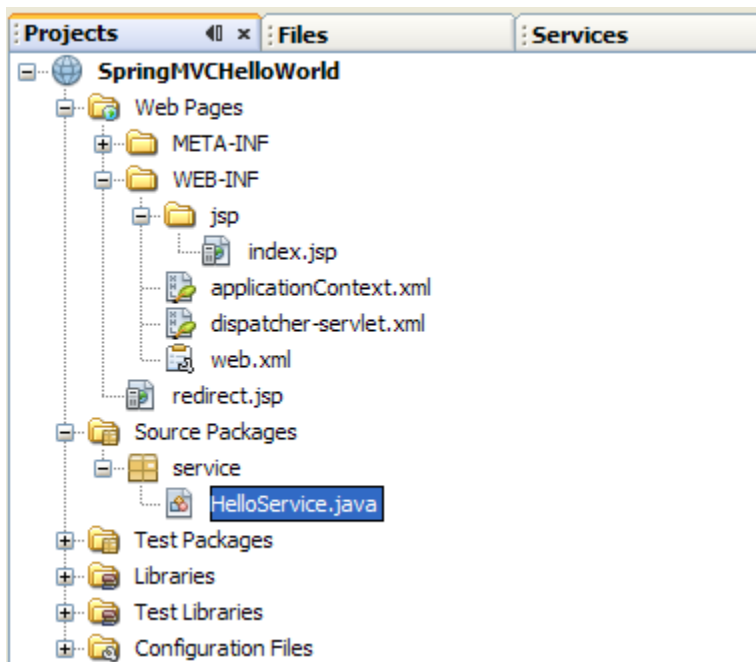 Projects Files Services
SpringMVCHelloWorld
Web Pages
META-INF
WEB-INF
jsp
index.jsp
applicationContext.xml
dispatcher-servlet.xml
web.xml
redirect.jsp
Source Packages
service
HelloService.java
Test Packages
Libraries
Test Libraries
Configuration Files